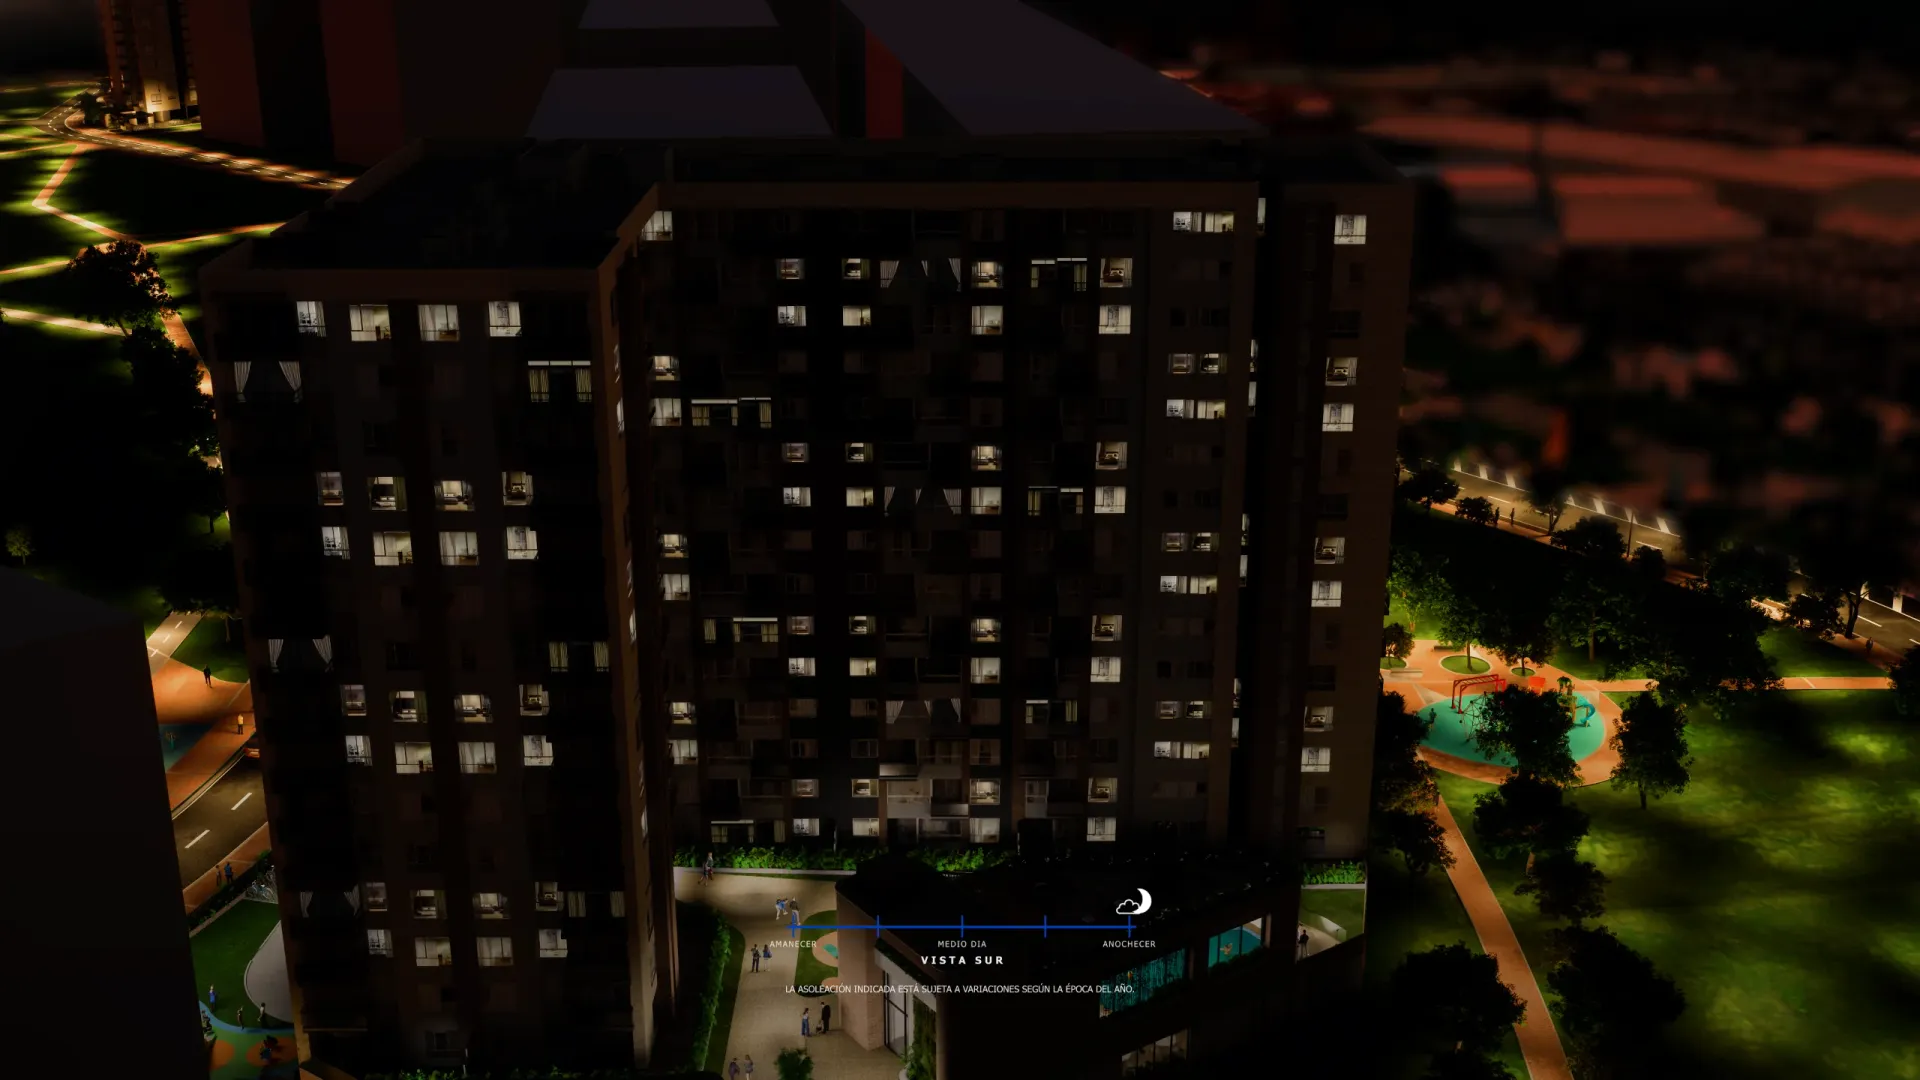 AMANECER MEDIO DIA ANOCHECER
VISTA SUR
LA ASOLEACIÓN INDICADA ESTÁ SUJETA A VARIACIONES SEGÚN LA ÉPOCA DEL AÑO.